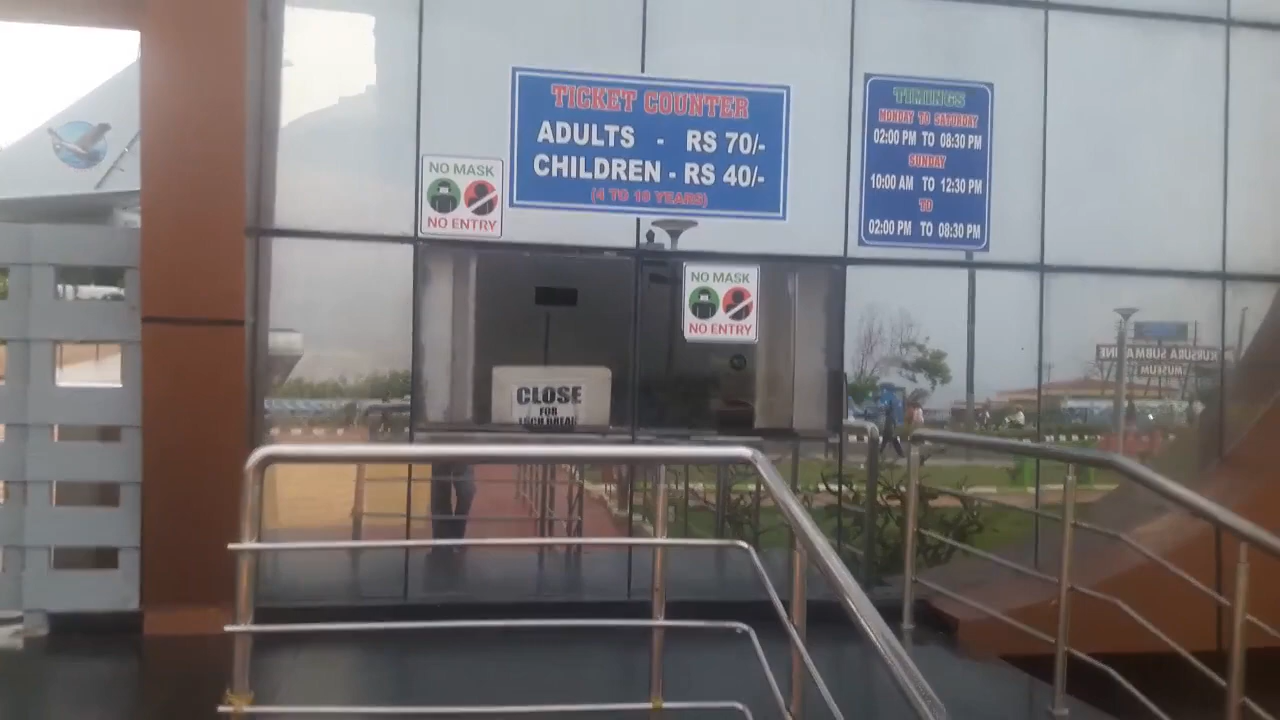 TICKET COUNTER
ADULTS - RS 70/-
CHILDREN - RS 40/-
(4 TO 10 YEARS)
TIMINGS
MONDAY TO SATURDAY
02:00 PM TO 08:30 PM
SUNDAY
10:00 AM TO 12:30 PM
TO
02:00 PM TO 08:30 PM
NO MASK
NO ENTRY
NO MASK
NO ENTRY
CLOSE
FOR
KURSURA SUBMARINE
MUSEUM